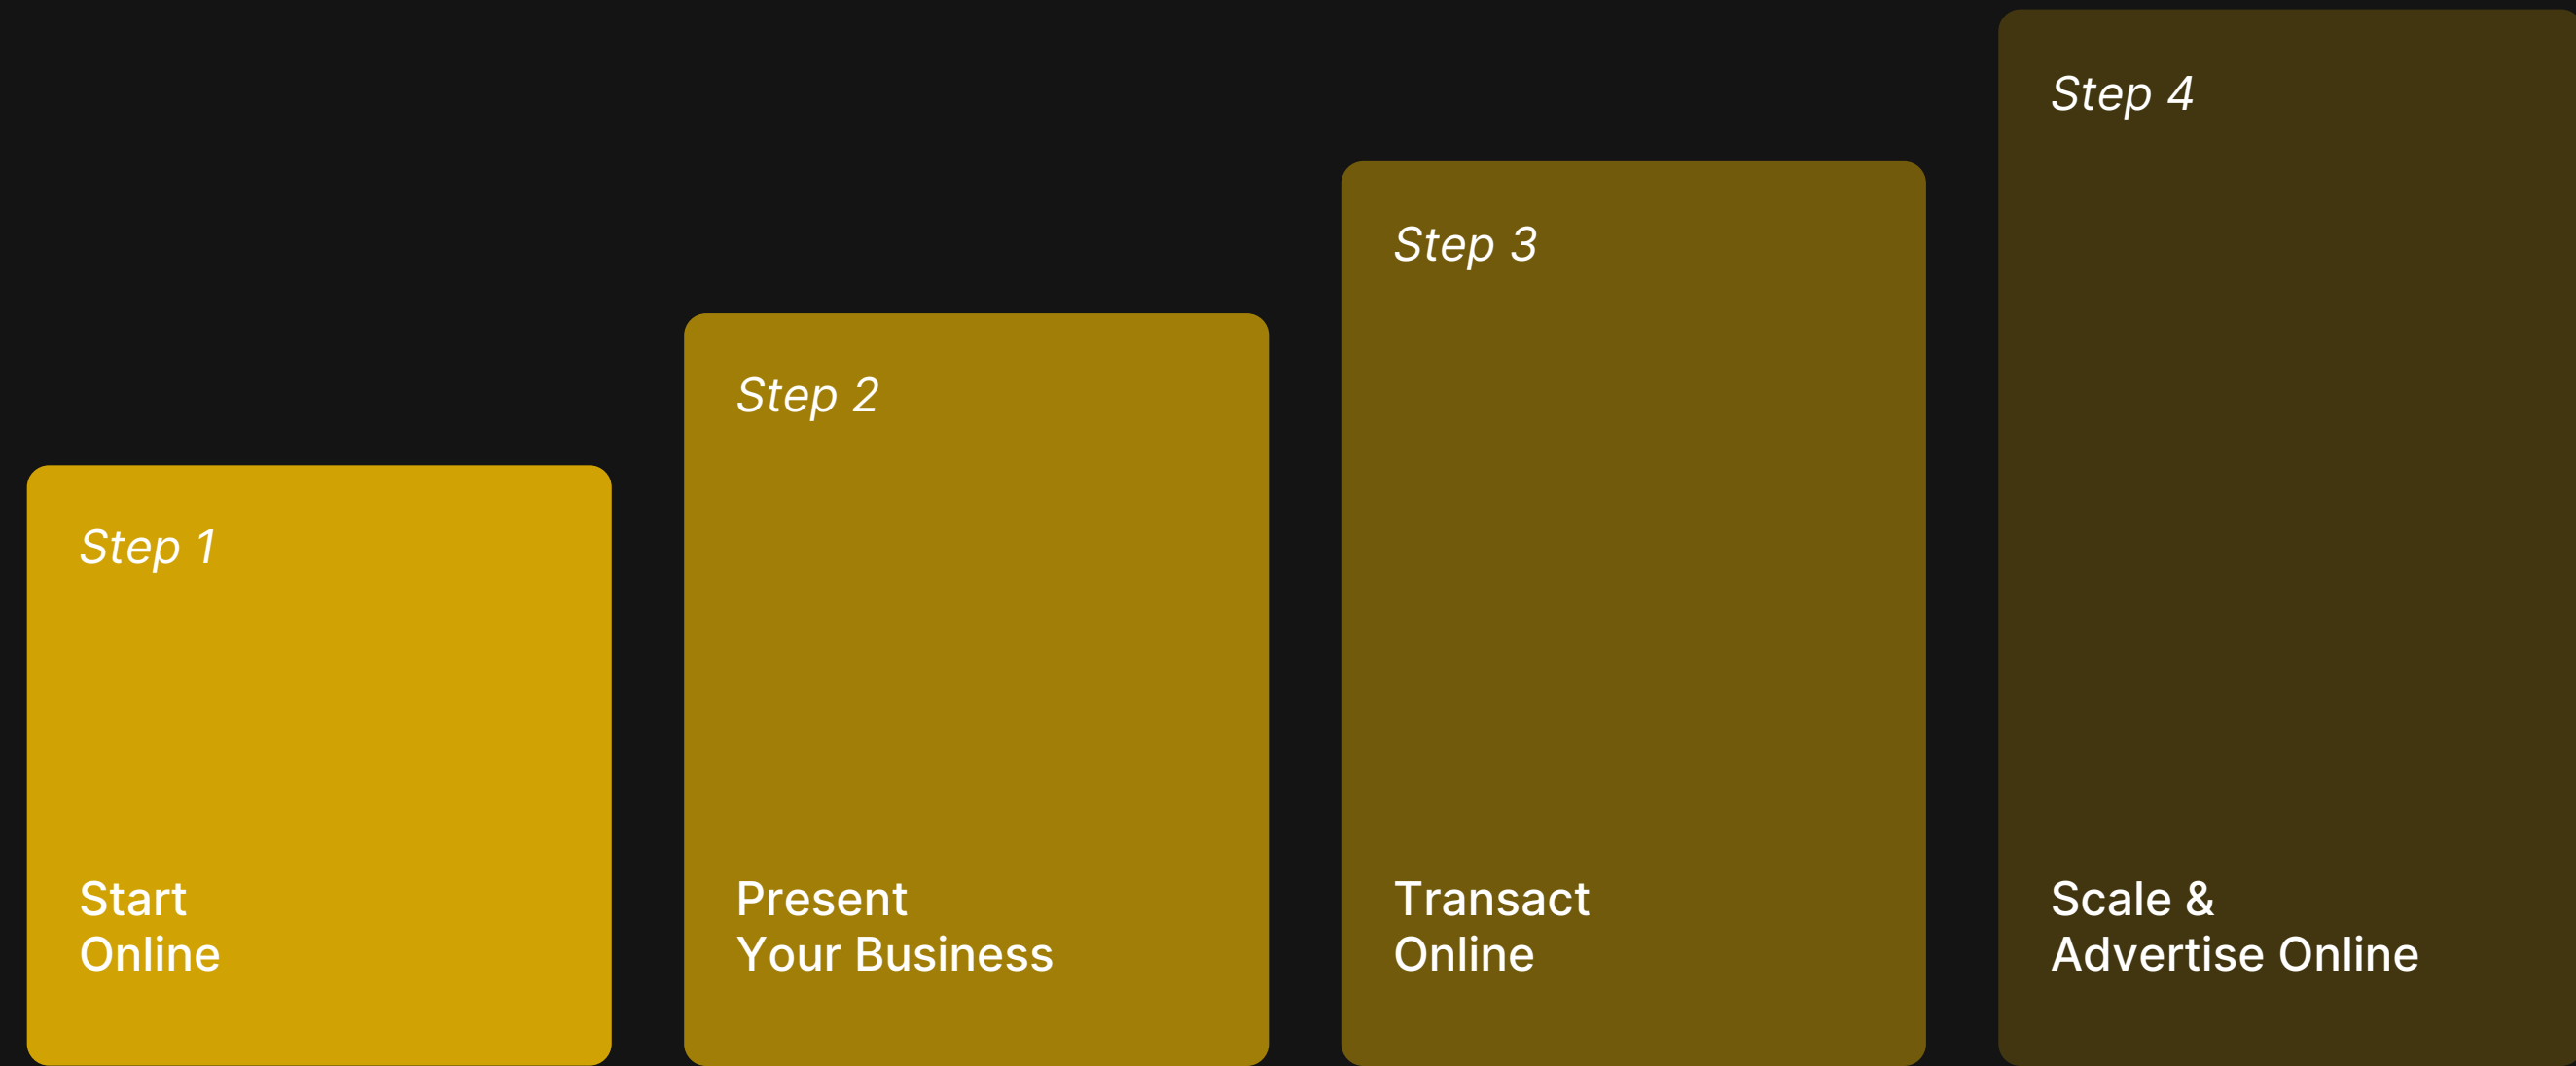 Step 1
Start
Online
Step 2
Present
Your Business
Step 3
Transact
Online
Step 4
Scale &
Advertise Online